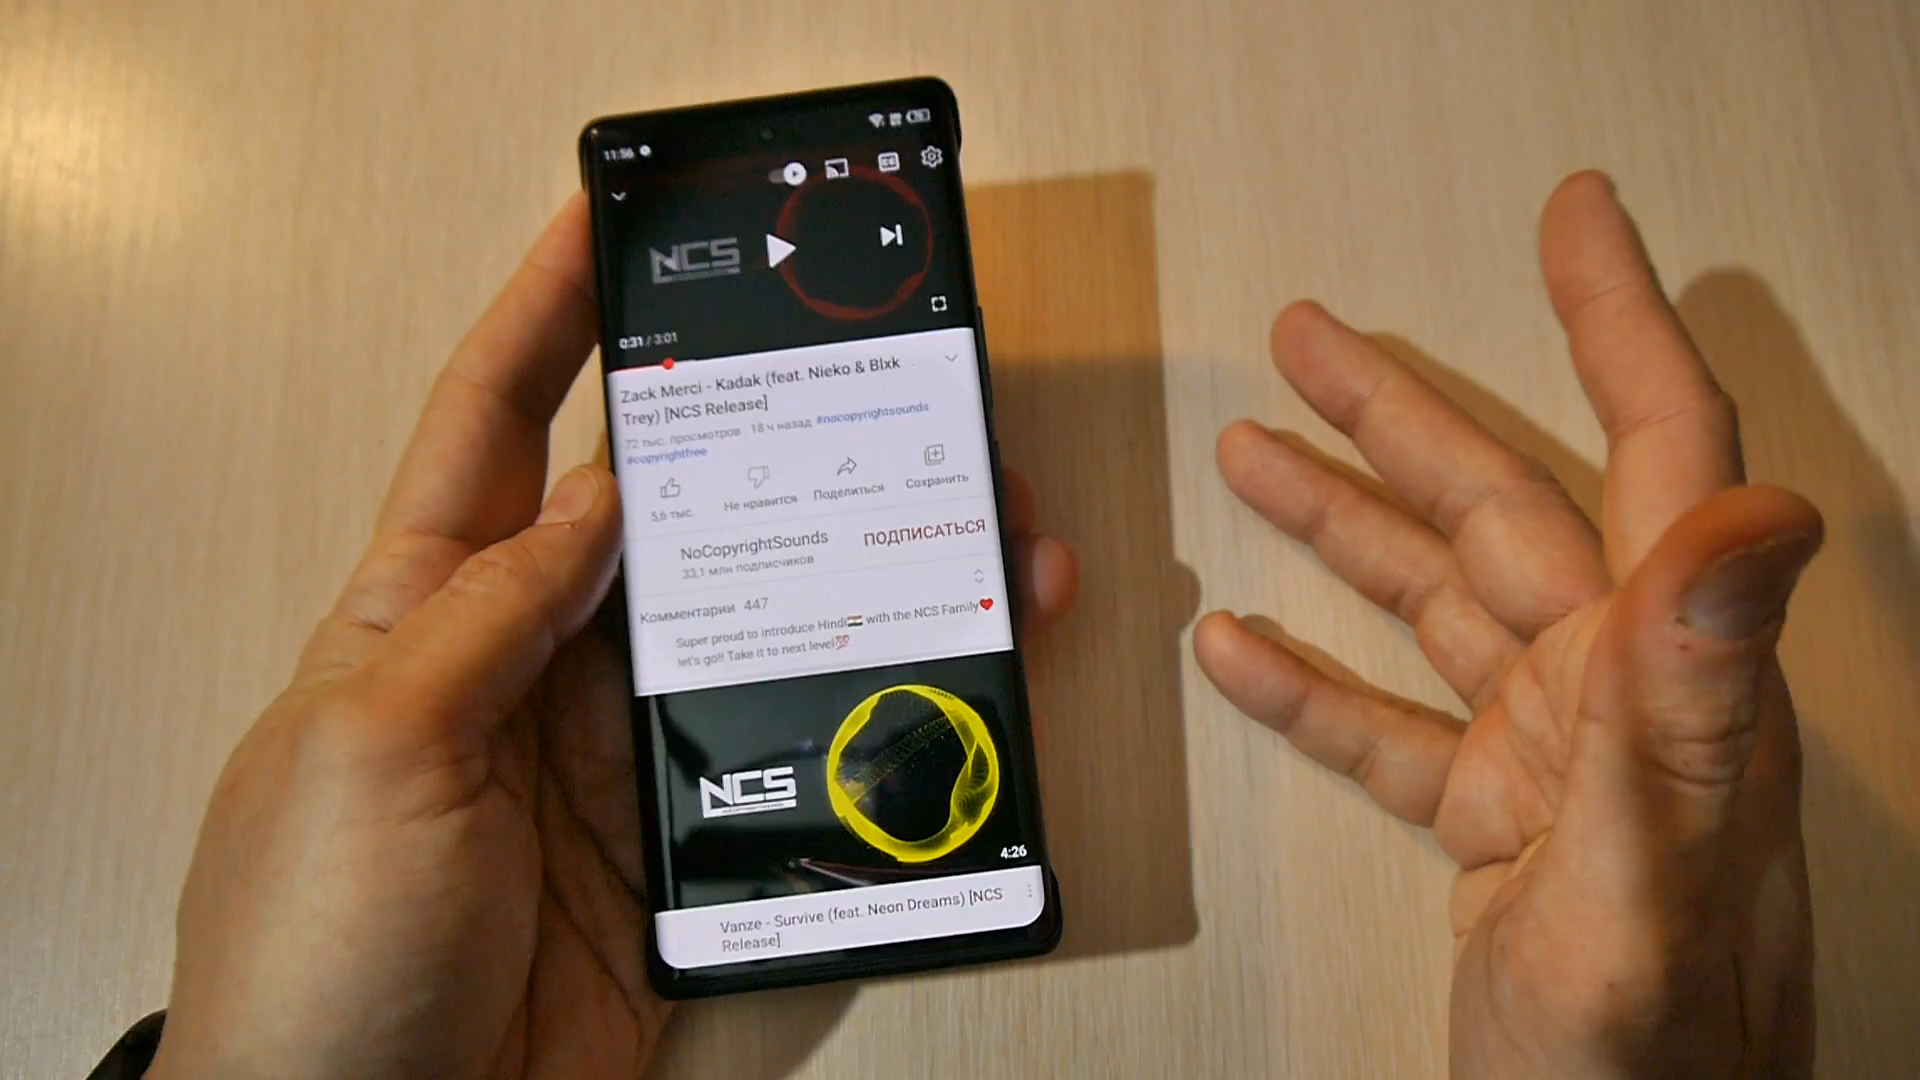 11:56
CC
NCS
0:31 / 3:01
Zack Merci - Kadak (feat. Nieko & Blxk
Trey) [NCS Release]
72 тыс. просмотров 18 ч назад #nocopyrightsounds
#copyrightfree
5,6 тыс.
Не нравится
Поделиться
Сохранить
NoCopyrightSounds
ПОДПИСАТЬСЯ
33,1 млн подписчиков
Комментарии 447
Super proud to introduce Hindi🇮🇳 with the NCS Family❤️
let's go!! Take it to next level💯
NCS
4:26
Vanze - Survive (feat. Neon Dreams) [NCS
Release]